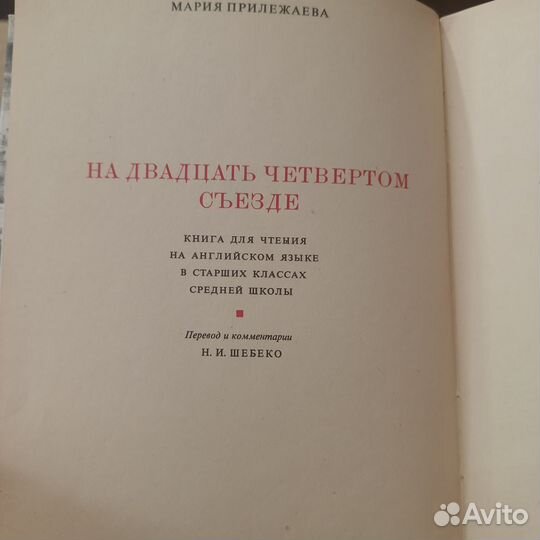 МАРИЯ ПРИЛЕЖАЕВА
НА ДВАДЦАТЬ ЧЕТВЕРТОМ
СЪЕЗДЕ
КНИГА ДЛЯ ЧТЕНИЯ
НА АНГЛИЙСКОМ ЯЗЫКЕ
В СТАРШИХ КЛАССАХ
СРЕДНЕЙ ШКОЛЫ
Перевод и комментарии
Н. И. ШЕБЕКО
Avito